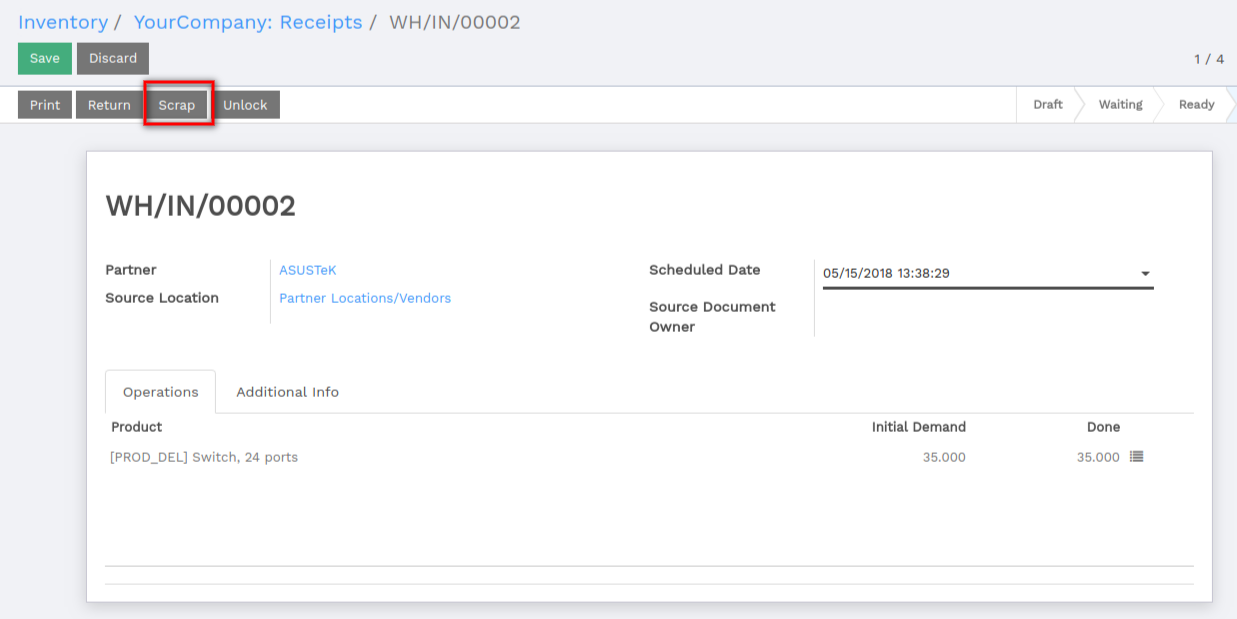 Inventory / YourCompany: Receipts / WH/IN/00002
Save Discard 1 / 4
Print Return Scrap Unlock Draft Waiting Ready
WH/IN/00002
Partner ASUSTeK Scheduled Date 05/15/2018 13:38:29
Source Location Partner Locations/Vendors Source Document
Owner
Operations Additional Info
Product Initial Demand Done
[PROD_DEL] Switch, 24 ports 35.000 35.000